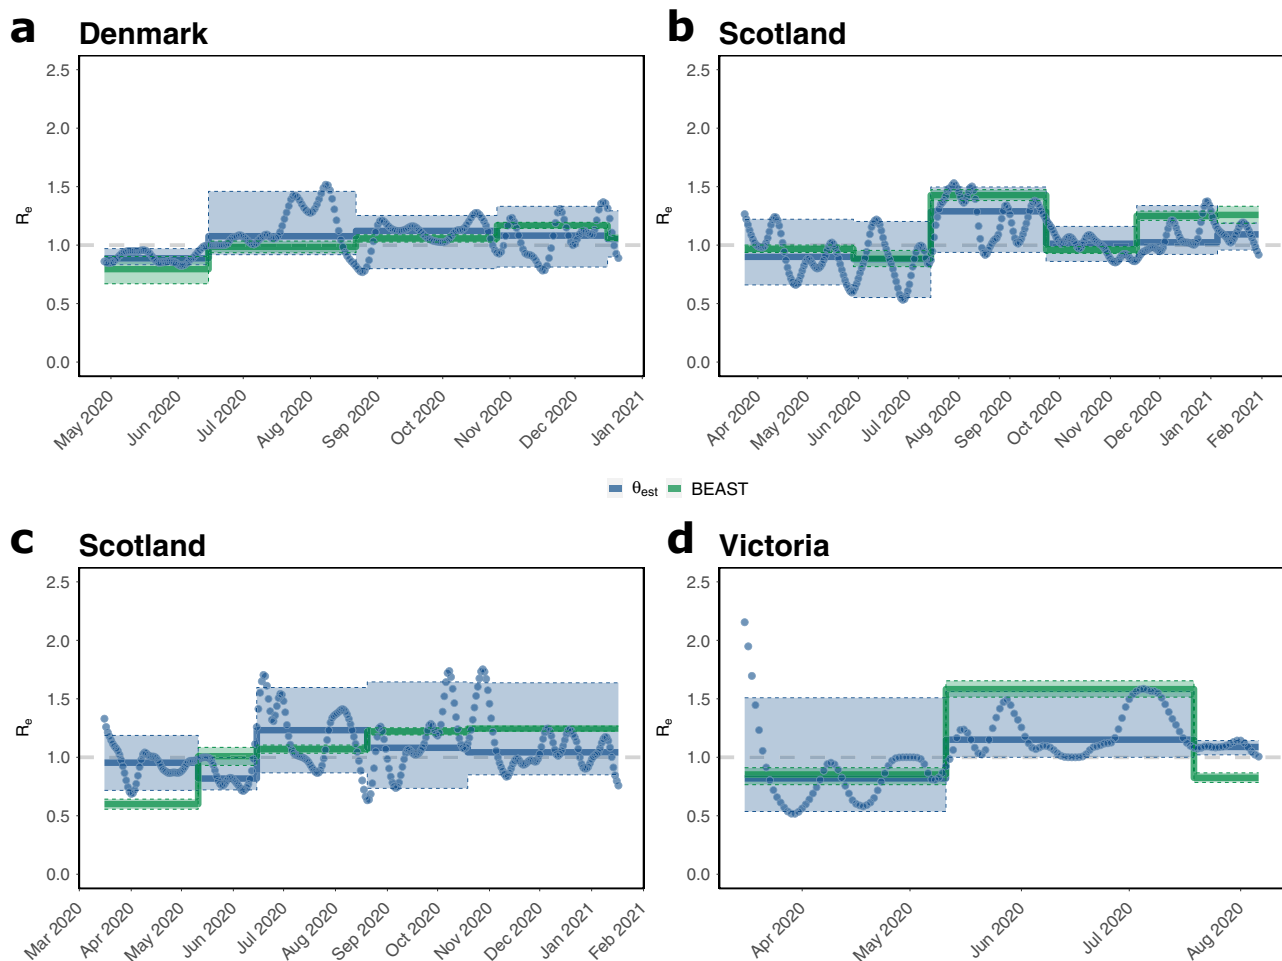 a Denmark
2.5
2.0
1.5
1.0
0.5
0.0
Re
May 2020
Jun 2020
Jul 2020
Aug 2020
Sep 2020
Oct 2020
Nov 2020
Dec 2020
Jan 2021
b Scotland
2.5
2.0
1.5
1.0
0.5
0.0
Re
Apr 2020
May 2020
Jun 2020
Jul 2020
Aug 2020
Sep 2020
Oct 2020
Nov 2020
Dec 2020
Jan 2021
Feb 2021
θest BEAST
c Scotland
2.5
2.0
1.5
1.0
0.5
0.0
Re
Mar 2020
Apr 2020
May 2020
Jun 2020
Jul 2020
Aug 2020
Sep 2020
Oct 2020
Nov 2020
Dec 2020
Jan 2021
Feb 2021
d Victoria
2.5
2.0
1.5
1.0
0.5
0.0
Re
Apr 2020
May 2020
Jun 2020
Jul 2020
Aug 2020